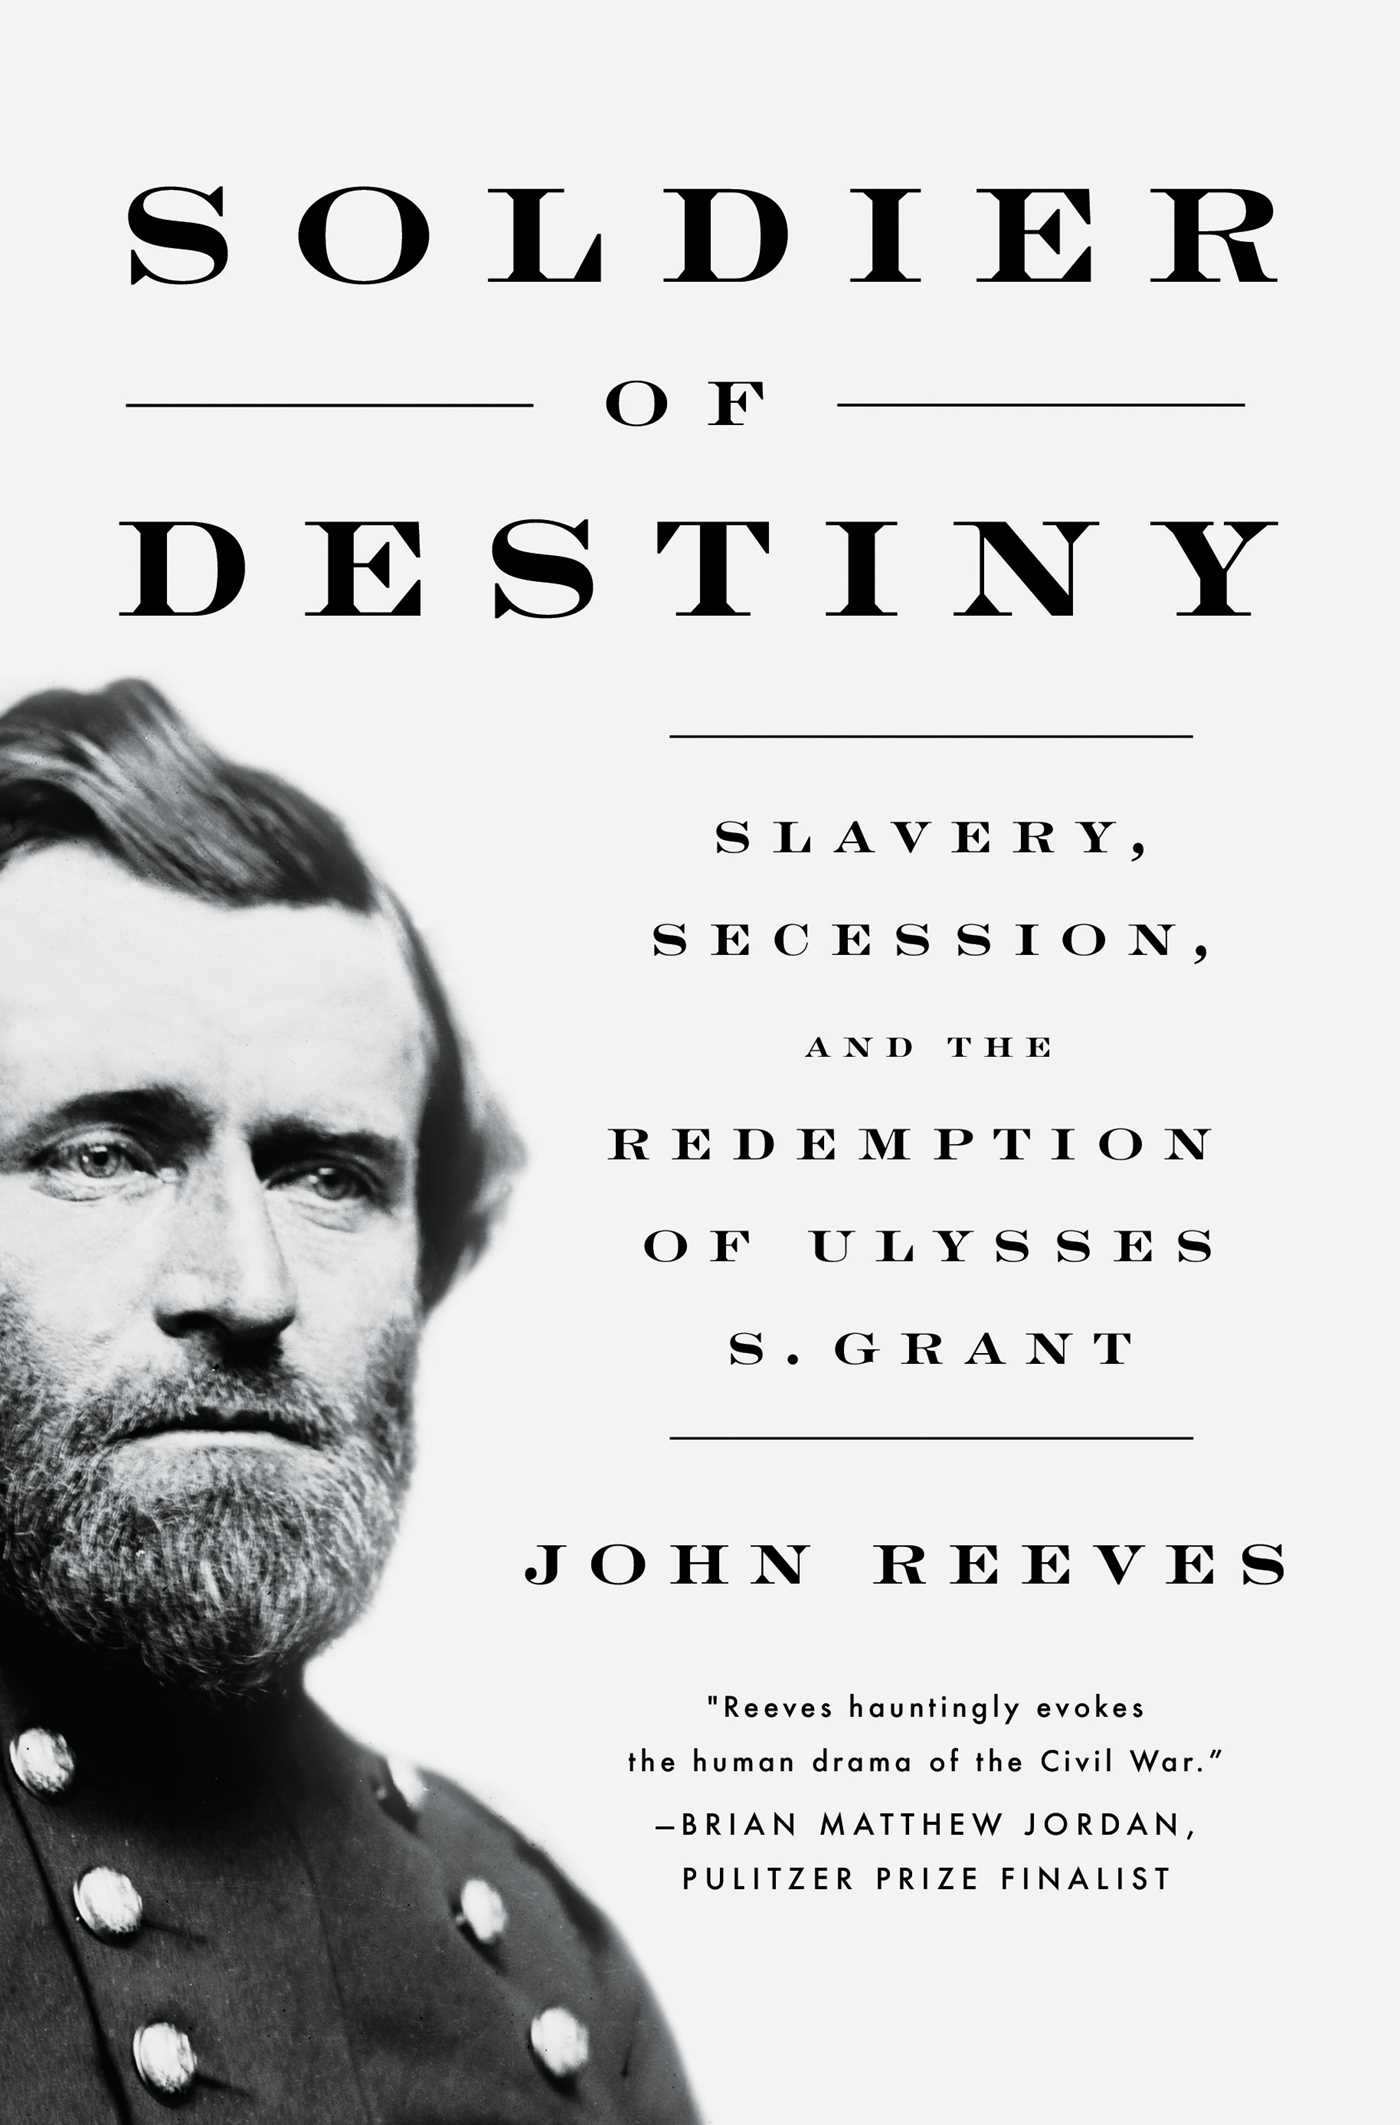 SOLDIER
OF
DESTINY
SLAVERY,
SECESSION,
AND THE
REDEMPTION
OF ULYSSES
S. GRANT
JOHN REEVES
"Reeves hauntingly evokes
the human drama of the Civil War.”
—BRIAN MATTHEW JORDAN,
PULITZER PRIZE FINALIST